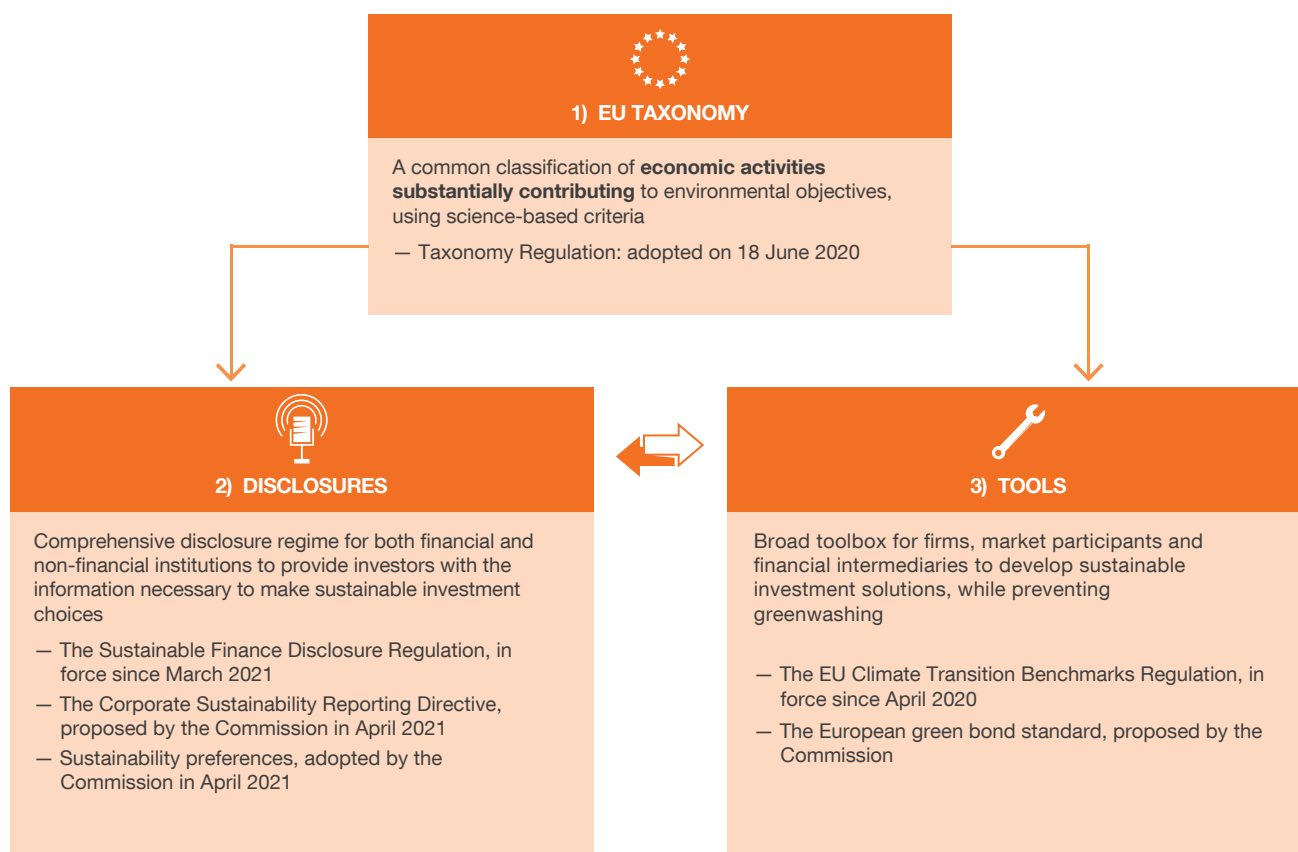 1) EU TAXONOMY
A common classification of economic activities
substantially contributing to environmental objectives,
using science-based criteria
— Taxonomy Regulation: adopted on 18 June 2020
2) DISCLOSURES
Comprehensive disclosure regime for both financial and
non-financial institutions to provide investors with the
information necessary to make sustainable investment
choices
— The Sustainable Finance Disclosure Regulation, in
force since March 2021
— The Corporate Sustainability Reporting Directive,
proposed by the Commission in April 2021
— Sustainability preferences, adopted by the
Commission in April 2021
3) TOOLS
Broad toolbox for firms, market participants and
financial intermediaries to develop sustainable
investment solutions, while preventing
greenwashing
— The EU Climate Transition Benchmarks Regulation, in
force since April 2020
— The European green bond standard, proposed by the
Commission